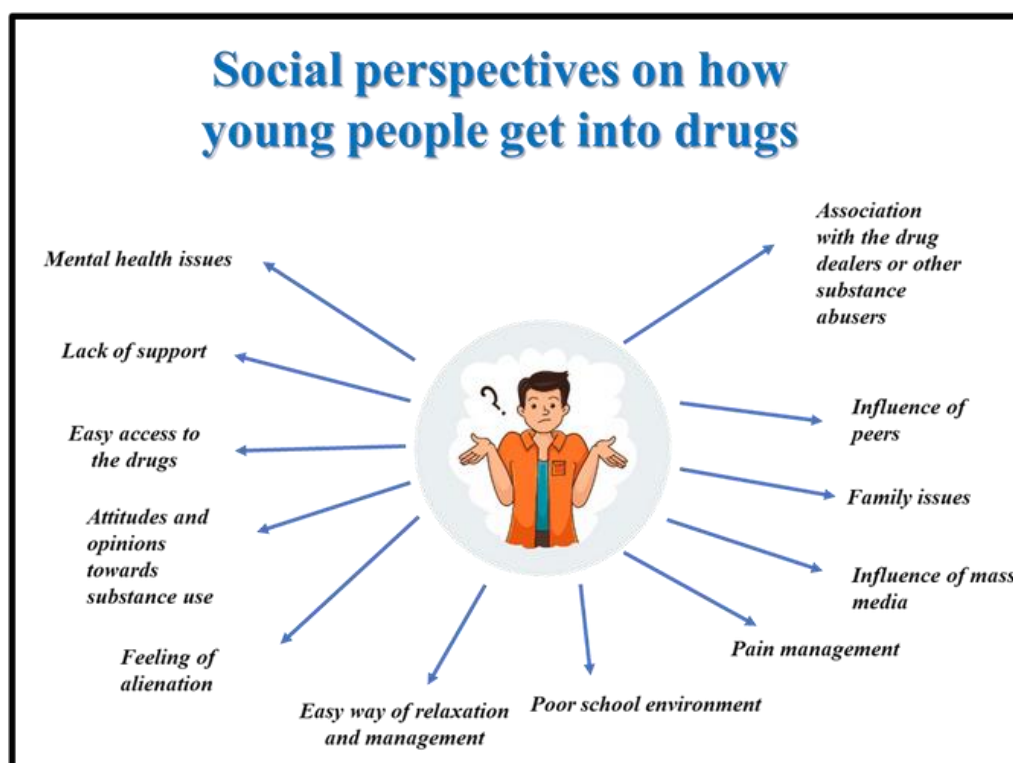 Social perspectives on how
young people get into drugs
Mental health issues
Lack of support
Easy access to
the drugs
Attitudes and
opinions
towards
substance use
Feeling of
alienation
Easy way of relaxation
and management
Poor school environment
Pain management
Influence of mass
media
Family issues
Influence of
peers
Association
with the drug
dealers or other
substance
abusers
?